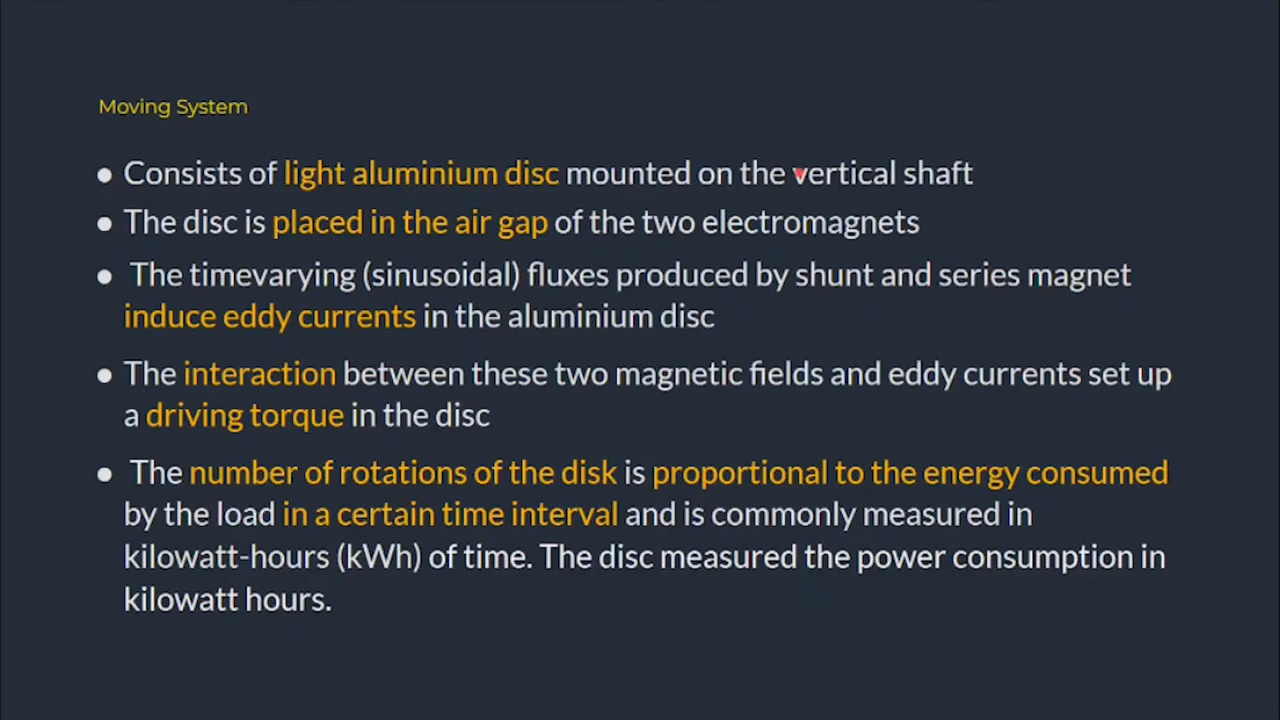 Moving System
● Consists of light aluminium disc mounted on the vertical shaft
● The disc is placed in the air gap of the two electromagnets
● The timevarying (sinusoidal) fluxes produced by shunt and series magnet
induce eddy currents in the aluminium disc
● The interaction between these two magnetic fields and eddy currents set up
a driving torque in the disc
● The number of rotations of the disk is proportional to the energy consumed
by the load in a certain time interval and is commonly measured in
kilowatt-hours (kWh) of time. The disc measured the power consumption in
kilowatt hours.